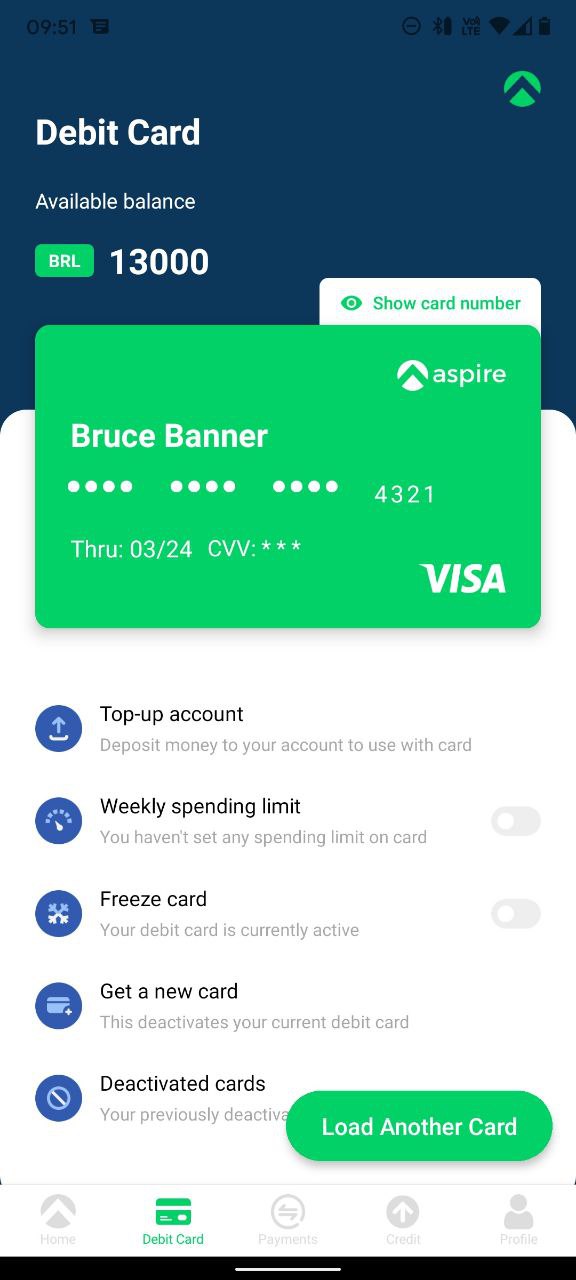 09:51
Vo))
LTE
Debit Card
Available balance
BRL 13000
Show card number
aspire
Bruce Banner
4321
Thru: 03/24 CVV: * * *
VISA
Top-up account
Deposit money to your account to use with card
Weekly spending limit
You haven't set any spending limit on card
Freeze card
Your debit card is currently active
Get a new card
This deactivates your current debit card
Deactivated cards
Your previously deactiva
Load Another Card
Home Debit Card Payments Credit Profile